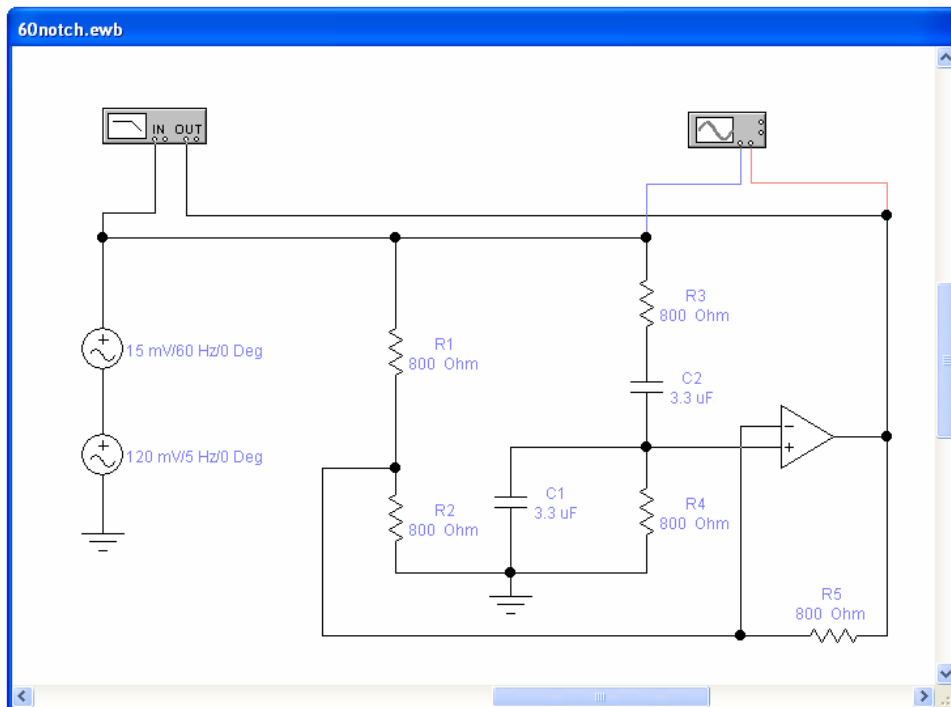 60notch.ewb
IN OUT
R3
800 Ohm
R1
800 Ohm
15 mV/60 Hz/0 Deg
C2
3.3 uF
120 mV/5 Hz/0 Deg
C1
3.3 uF
R2
800 Ohm
R4
800 Ohm
R5
800 Ohm